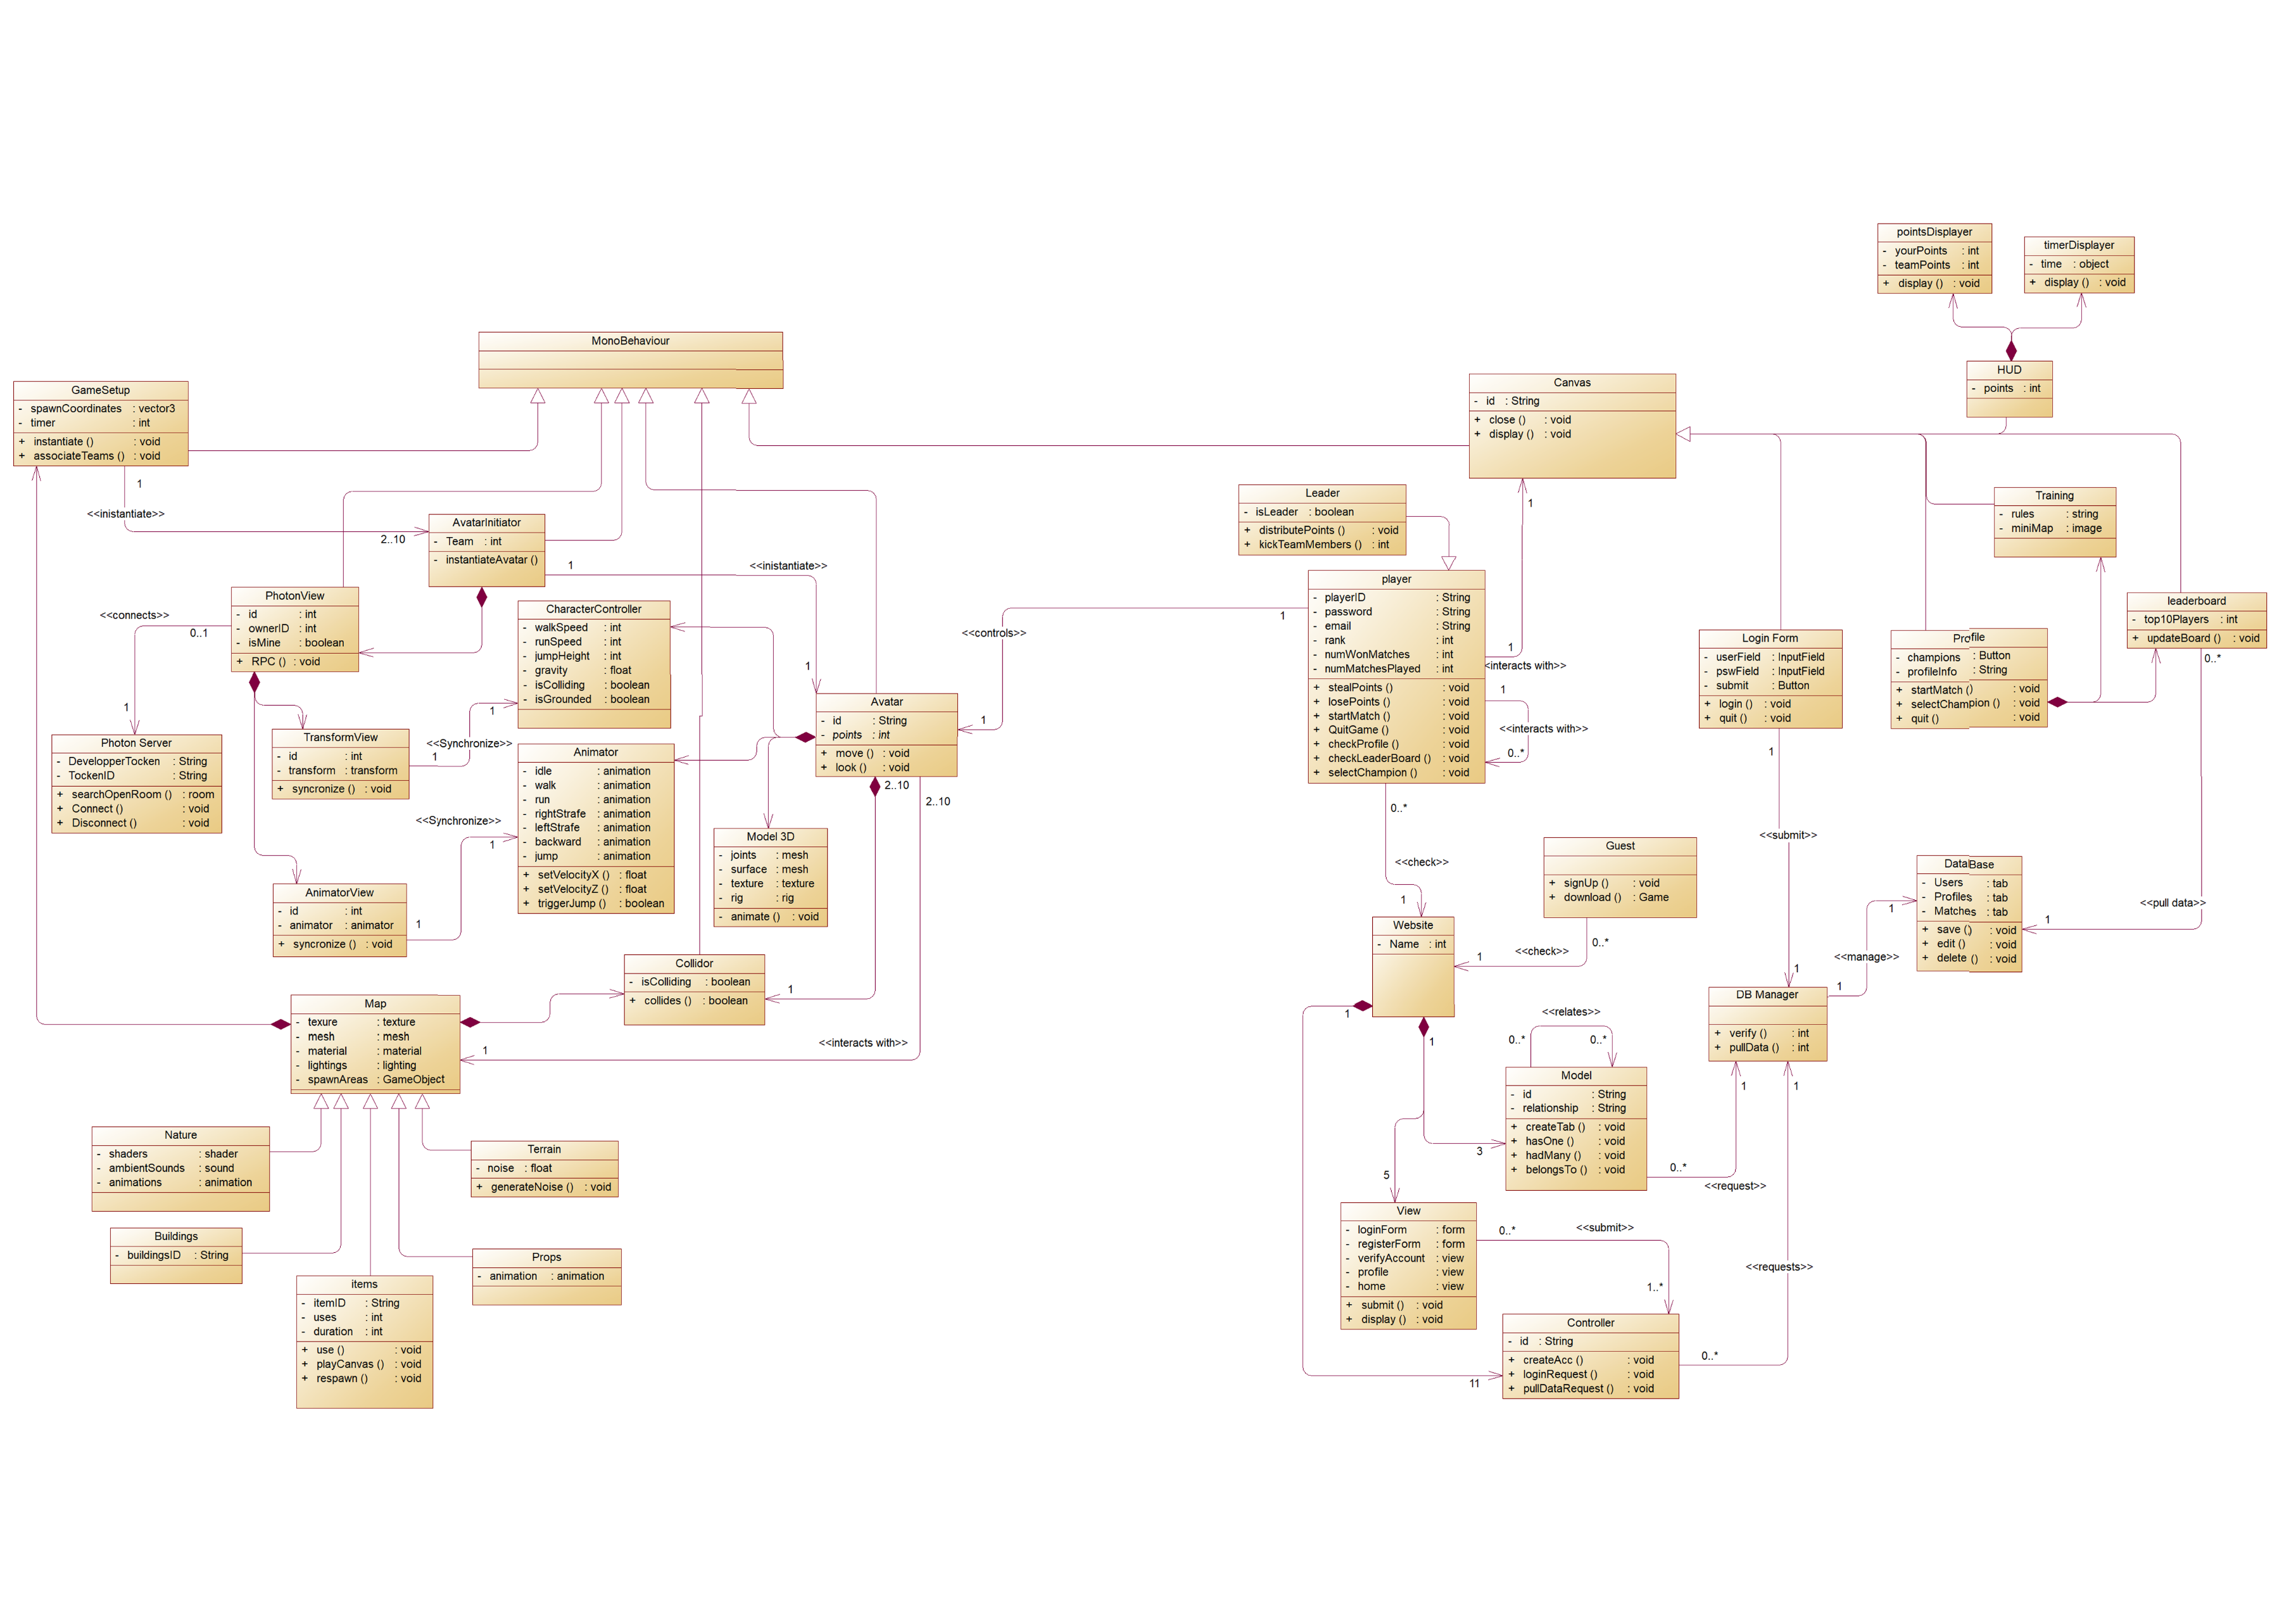 pointsDisplayer
- yourPoints : int
- teamPoints : int
+ display () : void
timerDisplayer
- time : object
+ display () : void
HUD
- points : int
MonoBehaviour
GameSetup
- spawnCoordinates : vector3
- timer : int
+ instantiate () : void
+ associateTeams () : void
1
<<inistantiate>>
2..10
Canvas
- id : String
+ close () : void
+ display () : void
1
Leader
- isLeader : boolean
+ distributePoints () : void
+ kickTeamMembers () : int
Training
- rules : string
- miniMap : image
AvatarInitiator
- Team : int
- instantiateAvatar ()
1
<<inistantiate>>
1
PhotonView
- id : int
- ownerID : int
- isMine : boolean
+ RPC () : void
<<connects>>
0..1
1
CharacterController
- walkSpeed : int
- runSpeed : int
- jumpHeight : int
- gravity : float
- isColliding : boolean
- isGrounded : boolean
player
- playerID : String
- password : String
- email : String
- rank : int
- numWonMatches : int
- numMatchesPlayed : int
+ stealPoints () : void
+ losePoints () : void
+ startMatch () : void
+ QuitGame () : void
+ checkProfile () : void
+ checkLeaderBoard () : void
+ selectChampion () : void
1
<<controls>>
1
1
<interacts with>>
1
<<interacts with>>
0..*
leaderboard
- top10Players : int
+ updateBoard () : void
0..*
Login Form
- userField : InputField
- pswField : InputField
- submit : Button
+ login () : void
+ quit () : void
1
Profile
- champions : Button
- profileInfo : String
+ startMatch () : void
+ selectChampion () : void
+ quit () : void
Avatar
- id : String
- points : int
+ move () : void
+ look () : void
2..10
2..10
Photon Server
- DevelopperTocken : String
- TockenID : String
+ searchOpenRoom () : room
+ Connect () : void
+ Disconnect () : void
TransformView
- id : int
- transform : transform
+ syncronize () : void
1
<<Synchronize>>
1
Animator
- idle : animation
- walk : animation
- run : animation
- rightStrafe : animation
- leftStrafe : animation
- backward : animation
- jump : animation
+ setVelocityX () : float
+ setVelocityZ () : float
+ triggerJump () : boolean
<<Synchronize>>
1
1
Model 3D
- joints : mesh
- surface : mesh
- texture : texture
- rig : rig
- animate () : void
AnimatorView
- id : int
- animator : animator
+ syncronize () : void
0..*
<<check>>
1
Guest
+ signUp () : void
+ download () : Game
0..*
<<check>>
1
<<submit>>
1
DataBase
- Users : tab
- Profiles : tab
- Matches : tab
+ save () : void
+ edit () : void
+ delete () : void
<<pull data>>
1
1
<<manage>>
1
Website
- Name : int
1
1
Collidor
- isColliding : boolean
+ collides () : boolean
1
DB Manager
+ verify () : int
+ pullData () : int
1
1
Map
- texure : texture
- mesh : mesh
- material : material
- lightings : lighting
- spawnAreas : GameObject
<<interacts with>>
1
<<relates>>
0..*
0..*
Model
- id : String
- relationship : String
+ createTab () : void
+ hasOne () : void
+ hadMany () : void
+ belongsTo () : void
3
0..*
<<request>>
Nature
- shaders : shader
- ambientSounds : sound
- animations : animation
Terrain
- noise : float
+ generateNoise () : void
5
View
- loginForm : form
- registerForm : form
- verifyAccount : view
- profile : view
- home : view
+ submit () : void
+ display () : void
0..*
<<submit>>
1..*
Buildings
- buildingsID : String
Props
- animation : animation
items
- itemID : String
- uses : int
- duration : int
+ use () : void
+ playCanvas () : void
+ respawn () : void
<<requests>>
Controller
- id : String
+ createAcc () : void
+ loginRequest () : void
+ pullDataRequest () : void
0..*
11